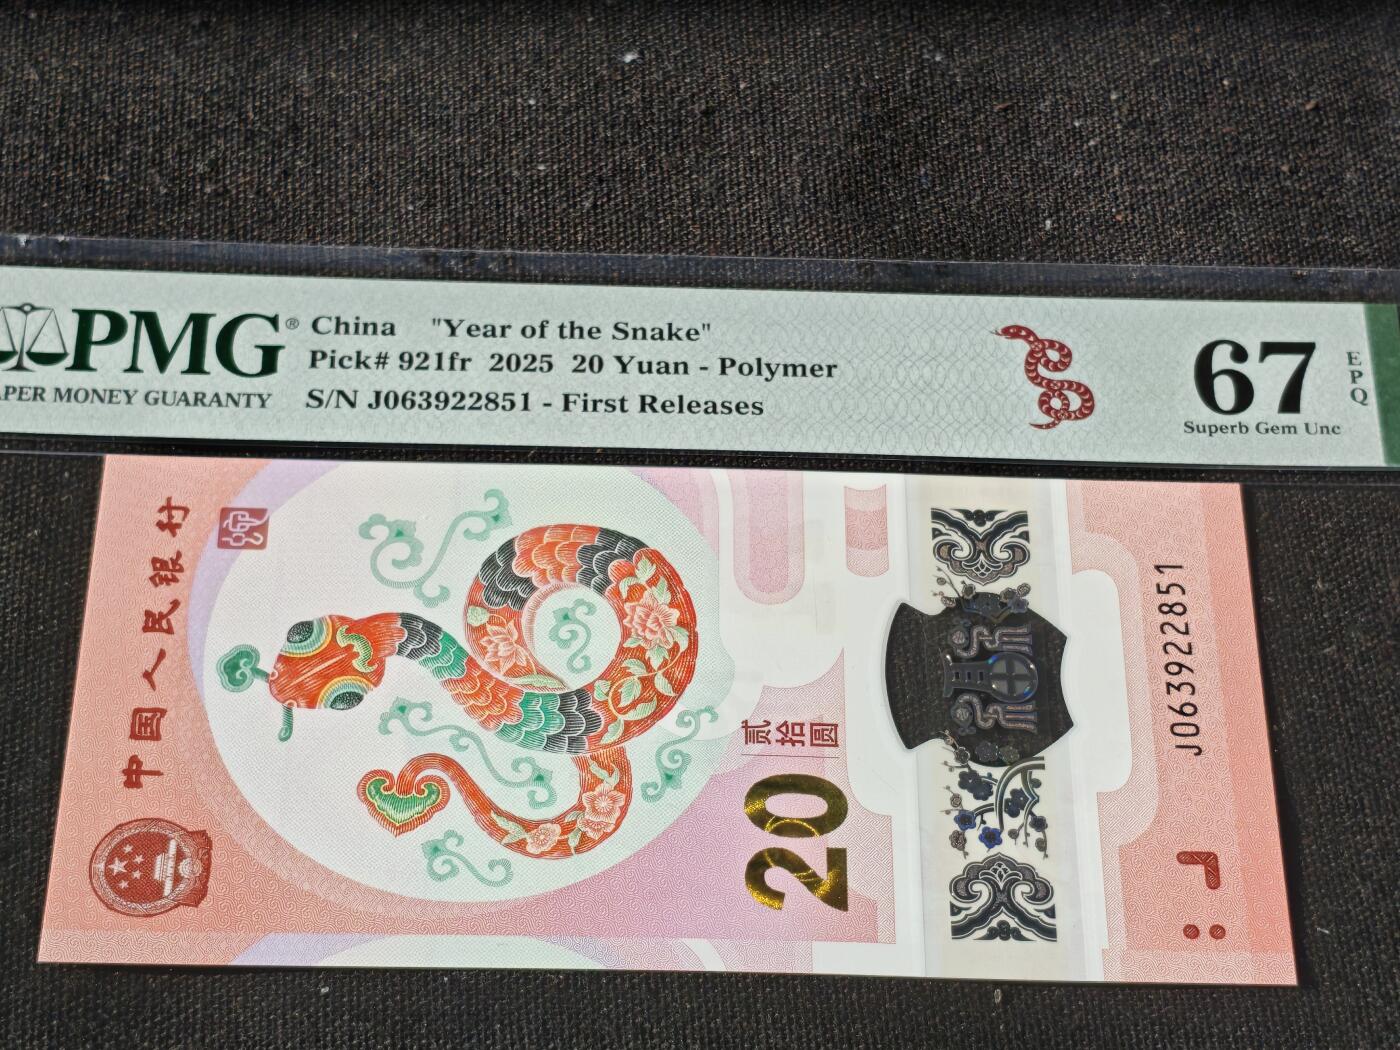 PMG® China "Year of the Snake"
Pick# 921fr 2025 20 Yuan - Polymer
PAPER MONEY GUARANTY S/N J063922851 - First Releases
67
EPQ
Superb Gem Unc
中国人民银行
贰拾圆
20
J063922851